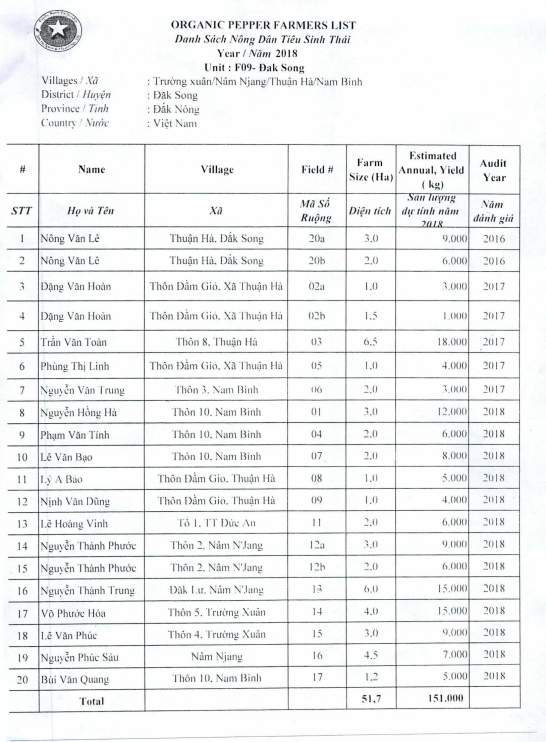 ORGANIC PEPPER FARMERS LIST
Danh Sách Nông Dân Tiêu Sinh Thái
Year / Năm 2018
Unit : F09- Đak Song
Villages / Xã : Trường xuân/Nâm Njang/Thuận Hà/Nam Bình
District / Huyện : Đăk Song
Province / Tỉnh : Đắk Nông
Country / Nước : Việt Nam
# Name Village Field # Farm Size (Ha) Estimated Annual, Yield ( kg) Audit Year
STT Họ và Tên Xã Mã Số Ruộng Diện tích Sản lượng dự tính năm 2018 Năm đánh giá
1 Nông Văn Lê Thuận Hà, Đắk Song 20a 3,0 9.000 2016
2 Nông Văn Lê Thuận Hà, Đắk Song 20b 2,0 6.000 2016
3 Đặng Văn Hoàn Thôn Đầm Giỏ, Xã Thuận Hà 02a 1,0 3.000 2017
4 Đặng Văn Hoàn Thôn Đầm Giỏ, Xã Thuận Hà 02b 1,5 1.000 2017
5 Trần Văn Toàn Thôn 8, Thuận Hà 03 6,5 18.000 2017
6 Phùng Thị Linh Thôn Đầm Giỏ, Xã Thuận Hà 05 1,0 4.000 2017
7 Nguyễn Văn Trung Thôn 3, Nam Bình 06 2,0 3.000 2017
8 Nguyễn Hồng Hà Thôn 10, Nam Bình 01 3,0 12.000 2018
9 Phạm Văn Tính Thôn 10, Nam Bình 04 2,0 6.000 2018
10 Lê Văn Bạo Thôn 10, Nam Bình 07 2,0 8.000 2018
11 Lý A Bảo Thôn Đầm Giỏ, Thuận Hà 08 1,0 5.000 2018
12 Nịnh Văn Dũng Thôn Đầm Giỏ, Thuận Hà 09 1,0 4.000 2018
13 Lê Hoàng Vinh Tổ 1, TT Đức An 11 2,0 6.000 2018
14 Nguyễn Thành Phước Thôn 2, Nâm N'Jang 12a 3,0 9.000 2018
15 Nguyễn Thành Phước Thôn 2, Nâm N'Jang 12b 2,0 6.000 2018
16 Nguyễn Thành Trung Đăk Lư, Nâm N'Jang 13 6,0 15.000 2018
17 Võ Phước Hòa Thôn 5, Trường Xuân 14 4,0 15.000 2018
18 Lê Văn Phúc Thôn 4, Trường Xuân 15 3,0 9.000 2018
19 Nguyễn Phúc Sáu Nâm Njang 16 4,5 7.000 2018
20 Bùi Văn Quang Thôn 10, Nam Bình 17 1,2 5.000 2018
Total 51,7 151.000